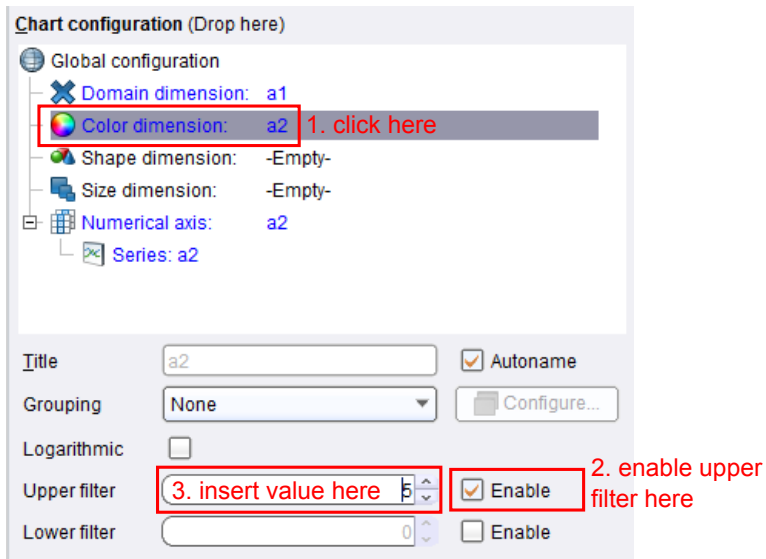 Chart configuration (Drop here)
Global configuration
Domain dimension: a1
Color dimension: a2 1. click here
Shape dimension: -Empty-
Size dimension: -Empty-
Numerical axis: a2
Series: a2
Title a2 Autoname
Grouping None Configure...
Logarithmic
2. enable upper
Upper filter 3. insert value here 5 Enable
filter here
Lower filter 0 Enable